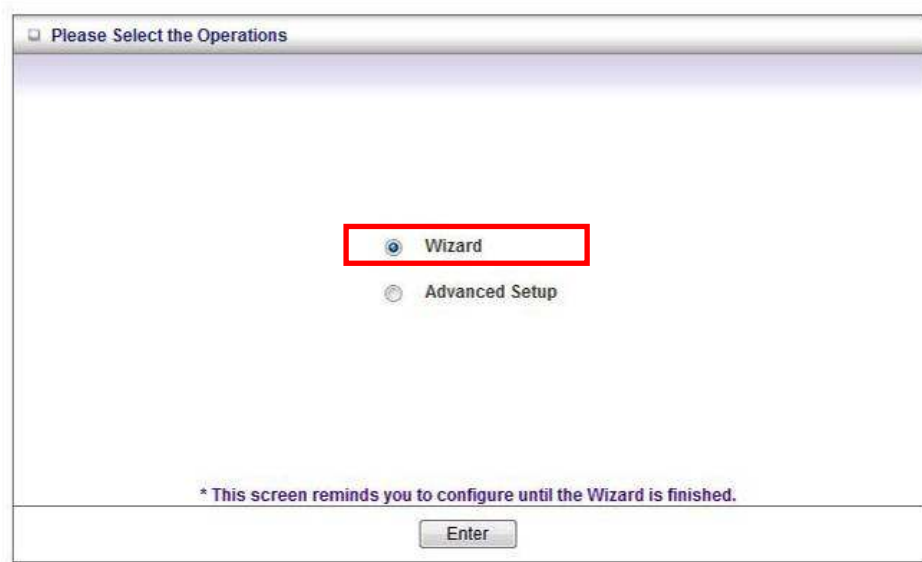 Please Select the Operations
Wizard
Advanced Setup
* This screen reminds you to configure until the Wizard is finished.
Enter